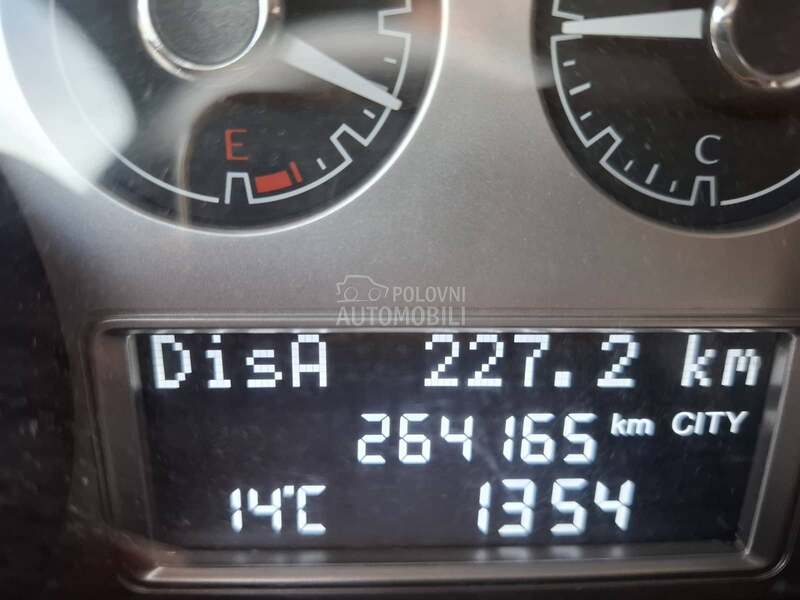 E
C
POLOVNI
AUTOMOBILI
DisA 227.2 km
264165 km CITY
14°C 1354